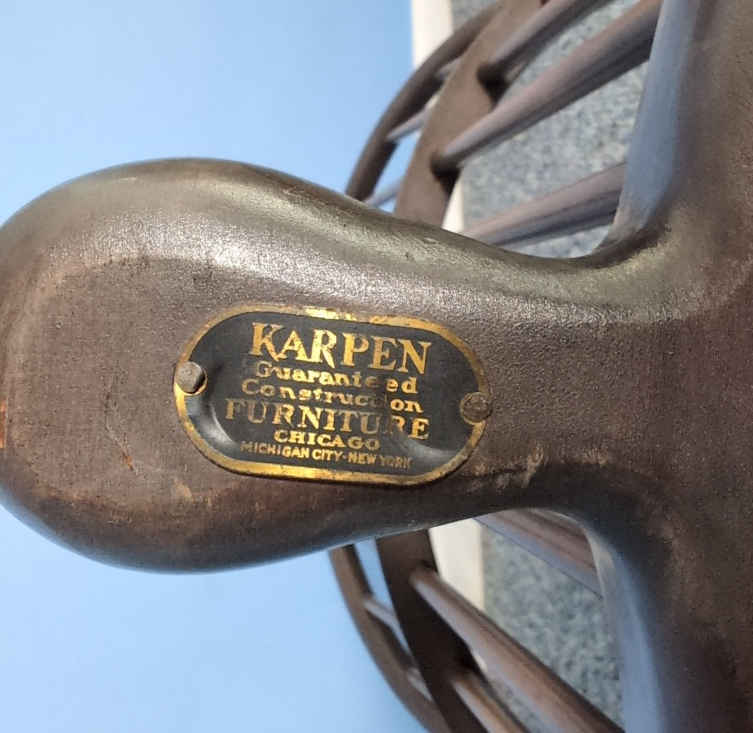 KARPEN
Guaranteed
Construction
FURNITURE
CHICAGO
MICHIGAN CITY-NEW YORK